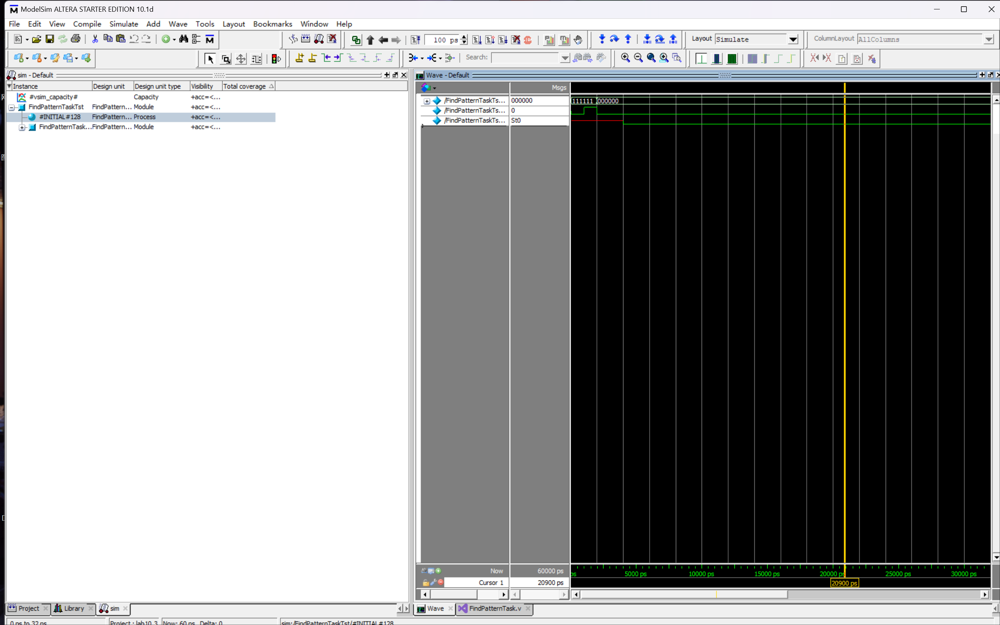 ModelSim ALTERA STARTER EDITION 10.1d
File Edit View Compile Simulate Add Wave Tools Layout Bookmarks Window Help
100 ps Layout Simulate ColumnLayout AllColumns
Search:
sim - Default
Instance Design unit Design unit type Visibility Total coverage
#vsim_capacity# Capacity +acc=<...
FindPatternTaskTst FindPattern... Module +acc=<...
#INITIAL#128 FindPattern... Process +acc=<...
FindPatternTask... FindPattern... Module +acc=<...
Wave - Default
Msgs
/FindPatternTaskTs... 000000 111111 000000
/FindPatternTaskTs... 0
/FindPatternTaskTs... St0
Now 60000 ps ps 5000 ps 10000 ps 15000 ps 20000 ps 25000 ps 30000 ps
Cursor 1 20900 ps 20900 ps
Project Library sim Wave FindPatternTask.v
0 ps to 32 ns Project : lab10_3 Now: 60 ns Delta: 0 sim:/FindPatternTaskTst/#INITIAL#128